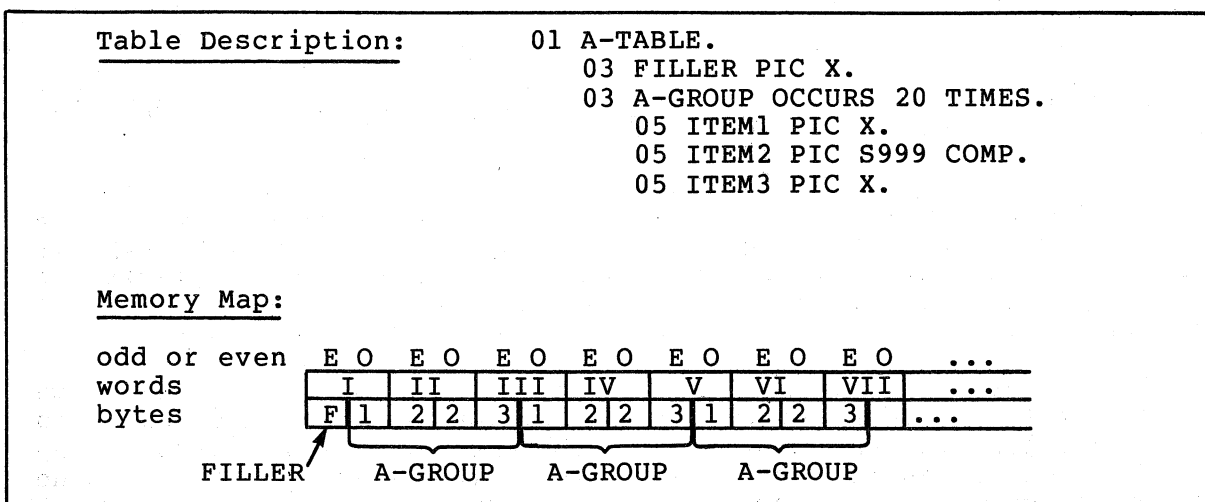 Table Description: 01 A-TABLE.
03 FILLER PIC X.
03 A-GROUP OCCURS 20 TIMES.
05 ITEM1 PIC X.
05 ITEM2 PIC S999 COMP.
05 ITEM3 PIC X.
Memory Map:
odd or even E O E O E O E O E O E O E O ...
words I II III IV V VI VII ...
bytes F 1 2 2 3 1 2 2 3 1 2 2 3 ...
FILLER A-GROUP A-GROUP A-GROUP